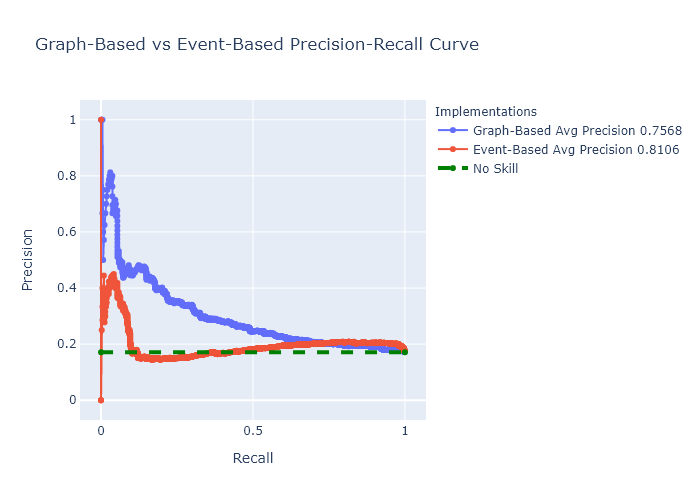 Graph-Based vs Event-Based Precision-Recall Curve
Implementations
Graph-Based Avg Precision 0.7568
Event-Based Avg Precision 0.8106
No Skill
Precision
1
0.8
0.6
0.4
0.2
0
0
0.5
1
Recall